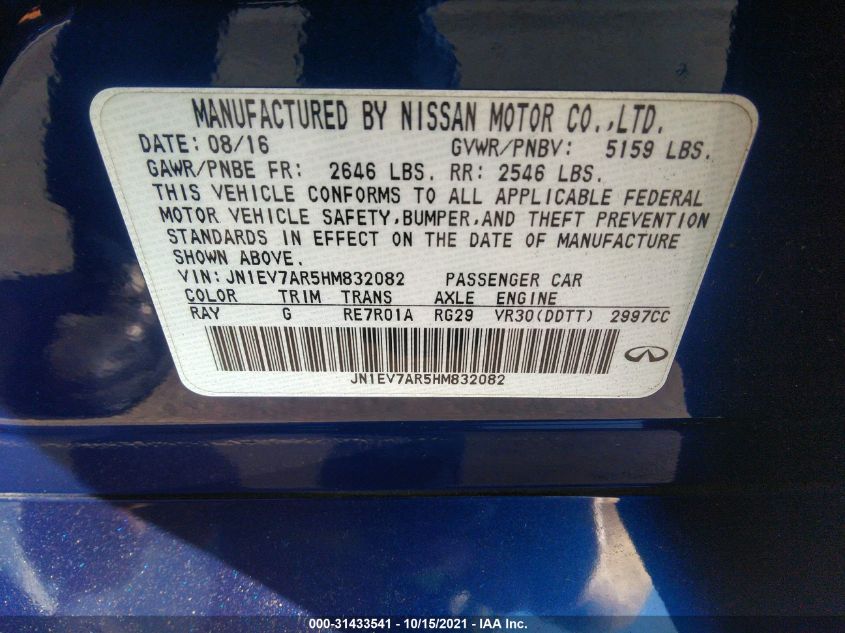 MANUFACTURED BY NISSAN MOTOR CO.,LTD.
DATE: 08/16 GVWR/PNBV: 5159 LBS.
GAWR/PNBE FR: 2646 LBS. RR: 2546 LBS.
THIS VEHICLE CONFORMS TO ALL APPLICABLE FEDERAL
MOTOR VEHICLE SAFETY,BUMPER,AND THEFT PREVENTION
STANDARDS IN EFFECT ON THE DATE OF MANUFACTURE
SHOWN ABOVE.
VIN: JN1EV7AR5HM832082 PASSENGER CAR
COLOR TRIM TRANS AXLE ENGINE
RAY G RE7R01A RG29 VR30(DDTT) 2997CC
JN1EV7AR5HM832082
000-31433541 - 10/15/2021 - IAA Inc.